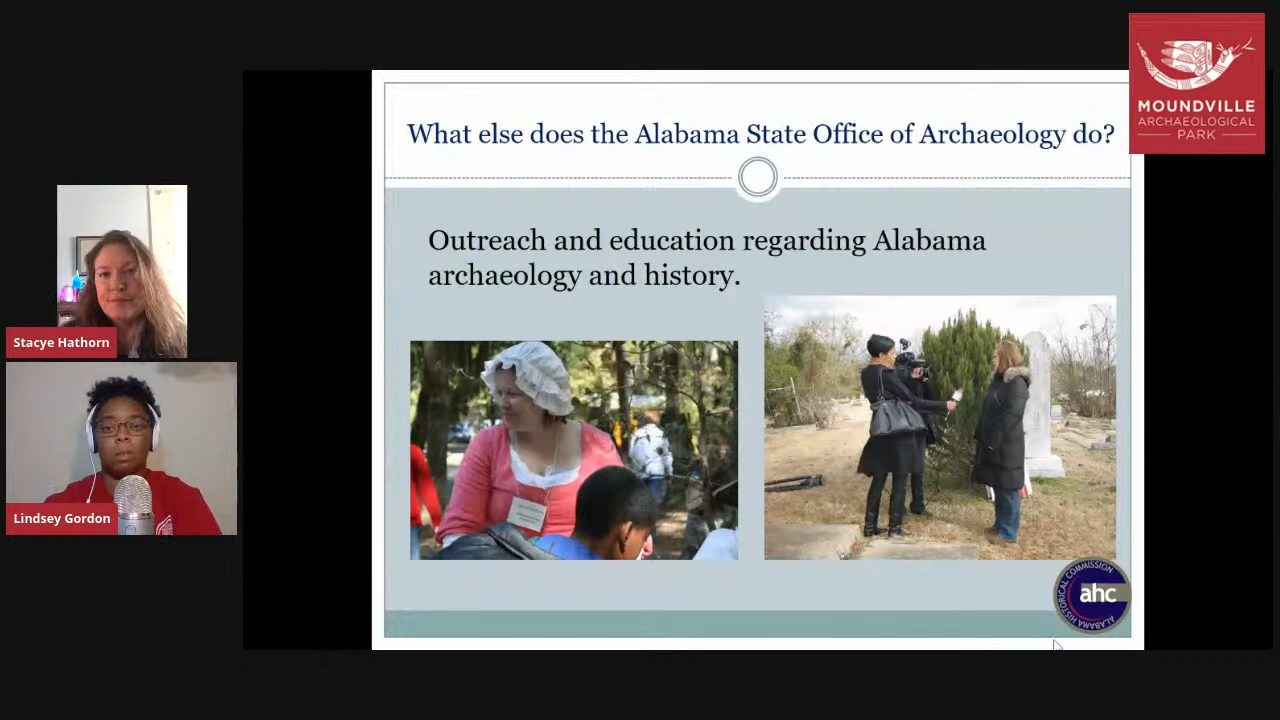 MOUNDVILLE
ARCHAEOLOGICAL
PARK
What else does the Alabama State Office of Archaeology do?
Outreach and education regarding Alabama
archaeology and history.
Stacye Hathorn
Lindsey Gordon
ALABAMA HISTORICAL COMMISSION
ahc